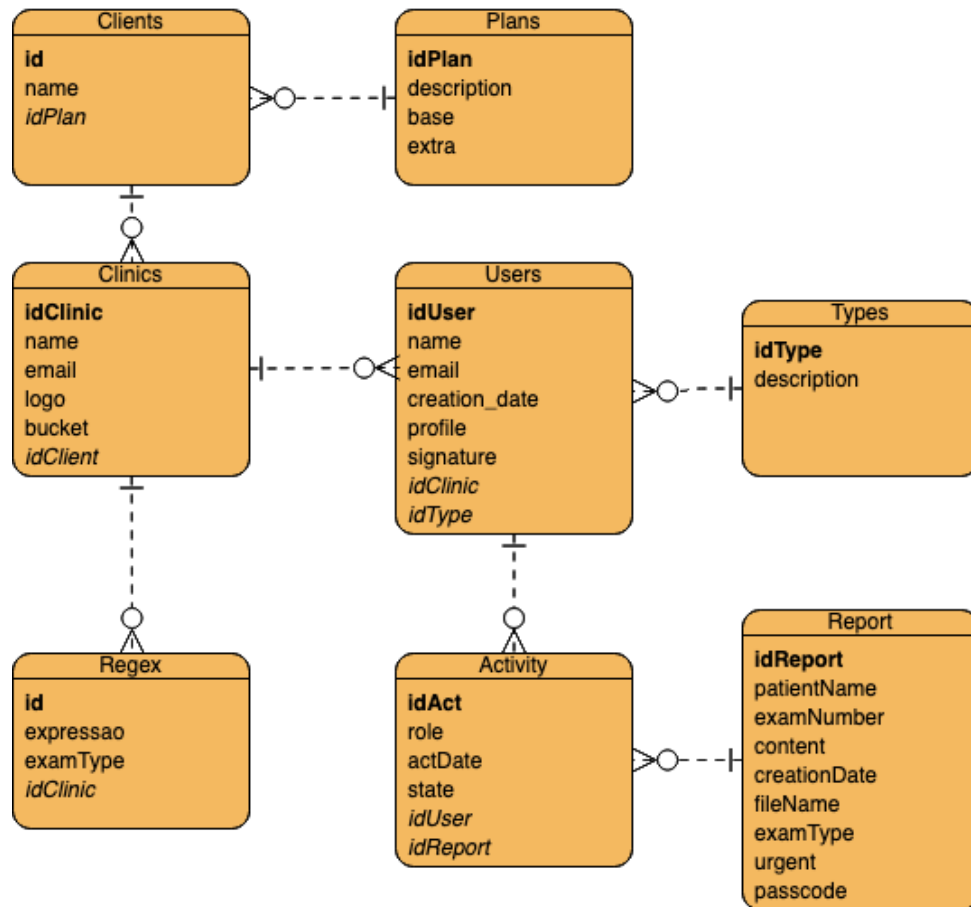 Clients
id
name
idPlan
Plans
idPlan
description
base
extra
Clinics
idClinic
name
email
logo
bucket
idClient
Users
idUser
name
email
creation_date
profile
signature
idClinic
idType
Types
idType
description
Regex
id
expressao
examType
idClinic
Activity
idAct
role
actDate
state
idUser
idReport
Report
idReport
patientName
examNumber
content
creationDate
fileName
examType
urgent
passcode